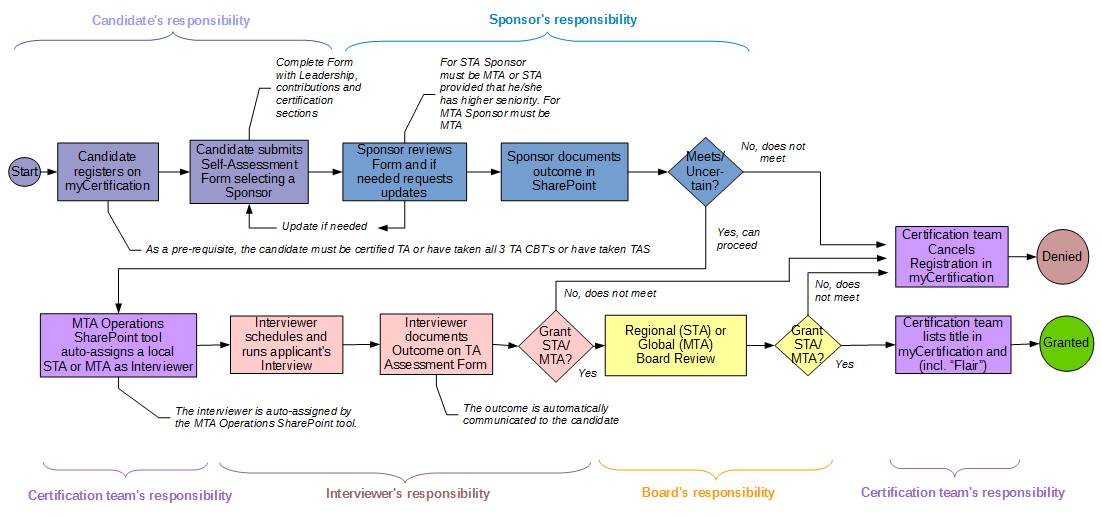 Candidate's responsibility
Sponsor's responsibility
Complete Form
with Leadership,
contributions and
certification
sections
For STA Sponsor
must be MTA or STA
provided that he/she
has higher seniority. For
MTA Sponsor must be
MTA
Start
Candidate
registers on
myCertification
Candidate submits
Self-Assessment
Form selecting a
Sponsor
Sponsor reviews
Form and if
needed requests
updates
Sponsor documents
outcome in
SharePoint
Meets/
Uncer-
tain?
No, does not
meet
Update if needed
As a pre-requisite, the candidate must be certified TA or have taken all 3 TA CBT's or have taken TAS
Yes, can
proceed
Certification team
Cancels
Registration in
myCertification
Denied
No, does not meet
No, does
not meet
MTA Operations
SharePoint tool
auto-assigns a local
STA or MTA as Interviewer
Interviewer
schedules and
runs applicant's
Interview
Interviewer
documents
Outcome on TA
Assessment Form
Grant
STA/
MTA?
Yes
Regional (STA) or
Global (MTA)
Board Review
Grant
STA/
MTA?
Yes
Certification team
lists title in
myCertification and
(incl. “Flair”)
Granted
The interviewer is auto-assigned by
the MTA Operations SharePoint tool.
The outcome is automatically
communicated to the candidate
Certification team's responsibility
Interviewer's responsibility
Board's responsibility
Certification team's responsibility